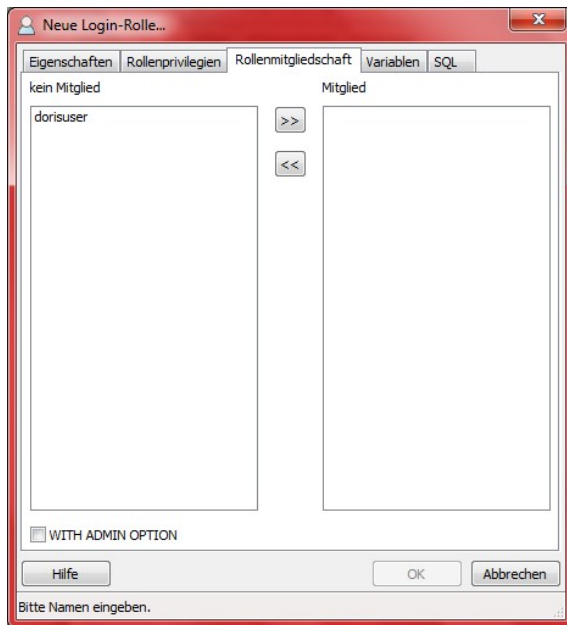 Neue Login-Rolle...
Eigenschaften Rollenprivilegien Rollenmitgliedschaft Variablen SQL
kein Mitglied Mitglied
dorisuser >>
<<
WITH ADMIN OPTION
Hilfe OK Abbrechen
Bitte Namen eingeben.